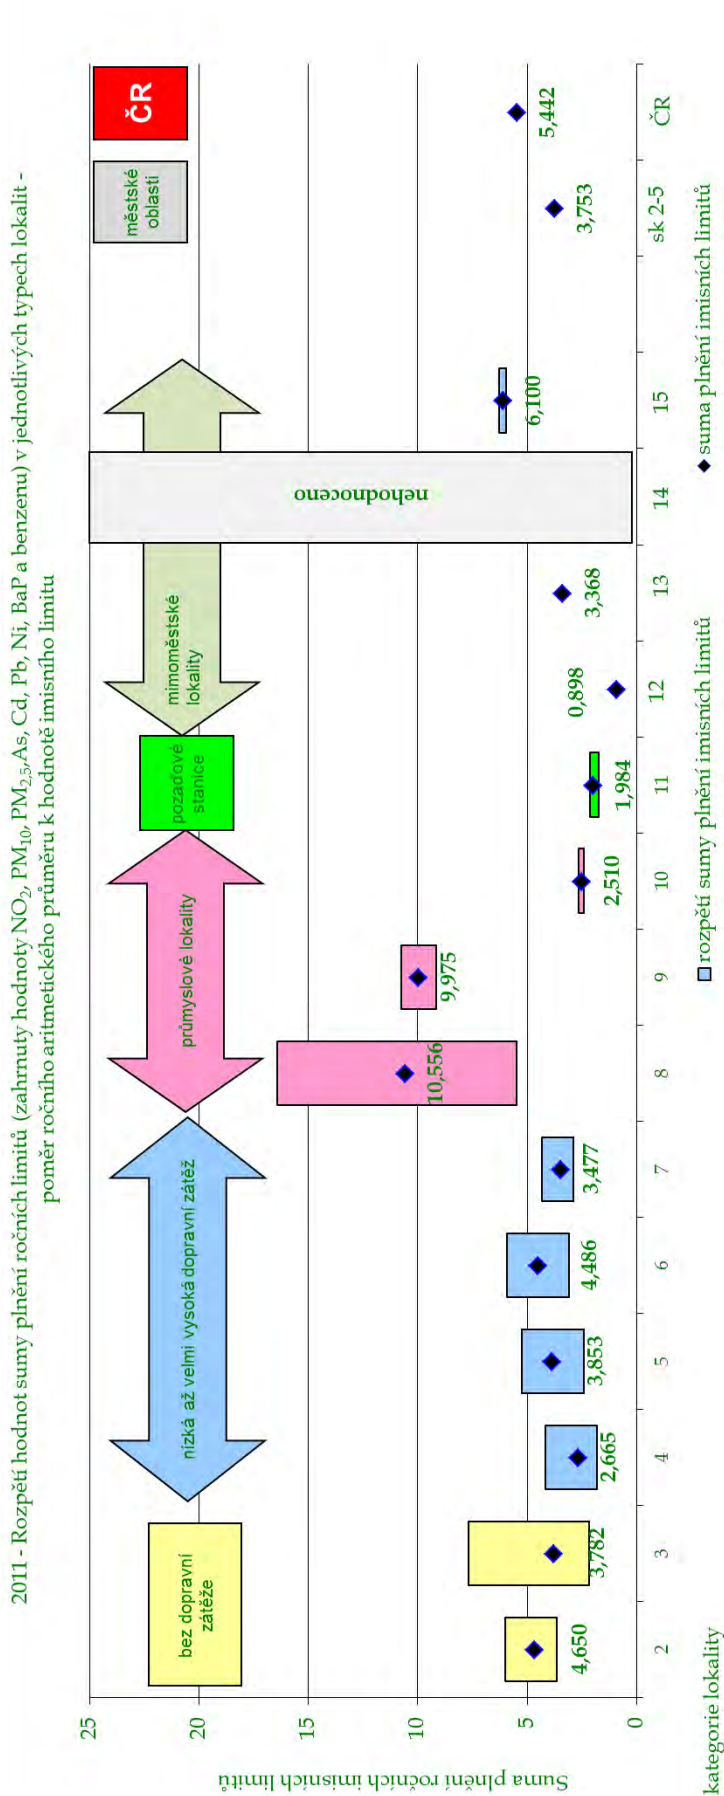 2011 - Rozpětí hodnot sumy plnění ročních limitů (zahrnuty hodnoty NO2, PM10, PM2,5,As, Cd, Pb, Ni, BaP a benzenu) v jednotlivých typech lokalit -
poměr ročního aritmetického průměru k hodnotě imisního limitu
Suma plnění ročních imisních limitů
25
20
15
10
5
0
bez dopravní
zátěže
nízká až velmi vysoká dopravní zátěž
průmyslové lokality
pozaďové
stanice
mimoměstské
lokality
nehodnoceno
městské
oblasti
ČR
4,650
3,782
2,665
3,853
4,486
3,477
10,556
9,975
2,510
1,984
0,898
3,368
6,100
3,753
5,442
2
3
4
5
6
7
8
9
10
11
12
13
14
15
sk 2-5
ČR
kategorie lokality
rozpětí sumy plnění imisních limitů
suma plnění imisních limitů